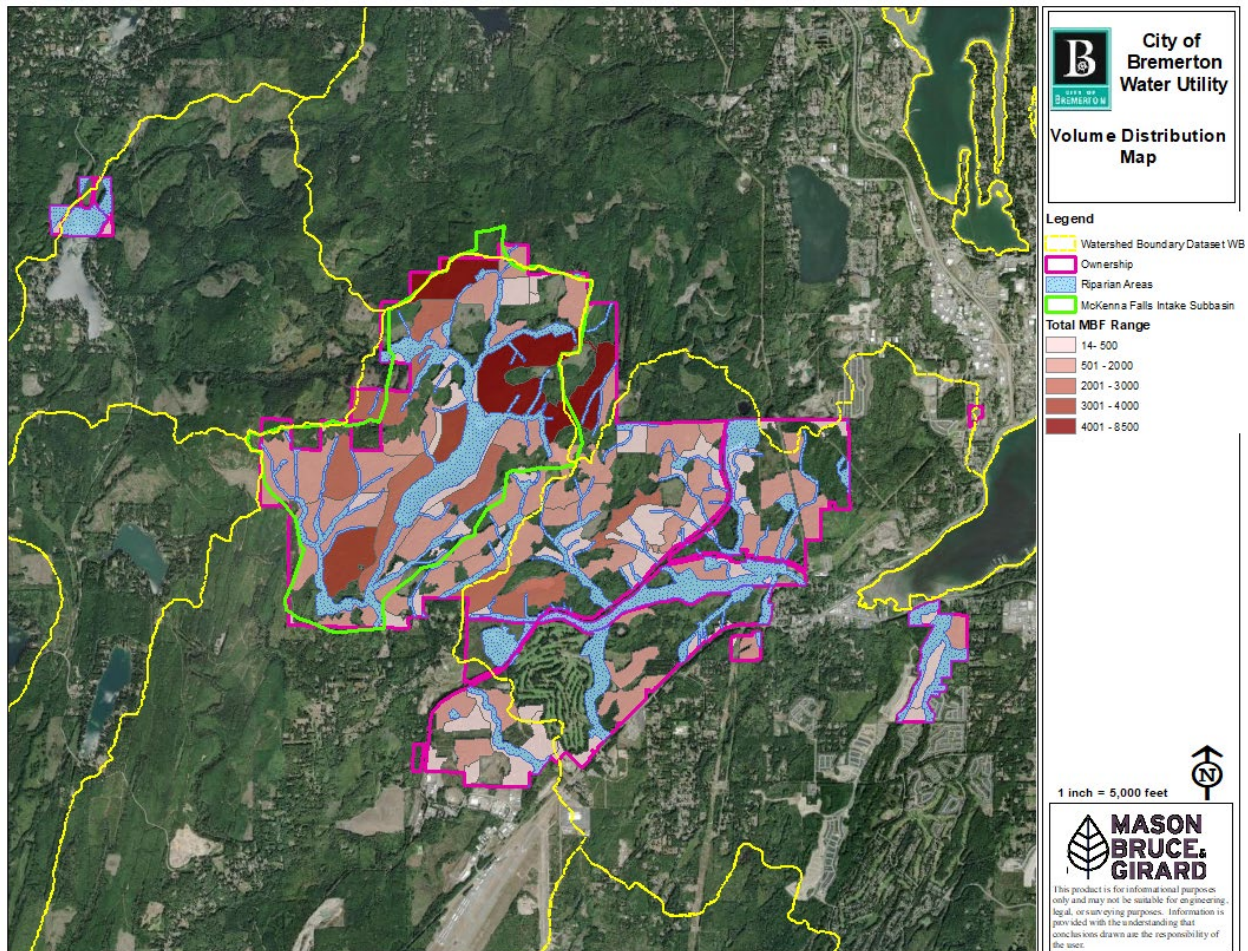 B
CITY OF
BREMERTON
City of
Bremerton
Water Utility
Volume Distribution
Map
Legend
Watershed Boundary Dataset WB
Ownership
Riparian Areas
McKenna Falls Intake Subbasin
Total MBF Range
14- 500
501 - 2000
2001 - 3000
3001 - 4000
4001 - 8500
N
1 inch = 5,000 feet
MASON
BRUCE&
GIRARD
This product is for informational purposes
only and may not be suitable for engineering,
legal, or surveying purposes. Information is
provided with the understanding that
conclusions drawn are the responsibility of
the user.